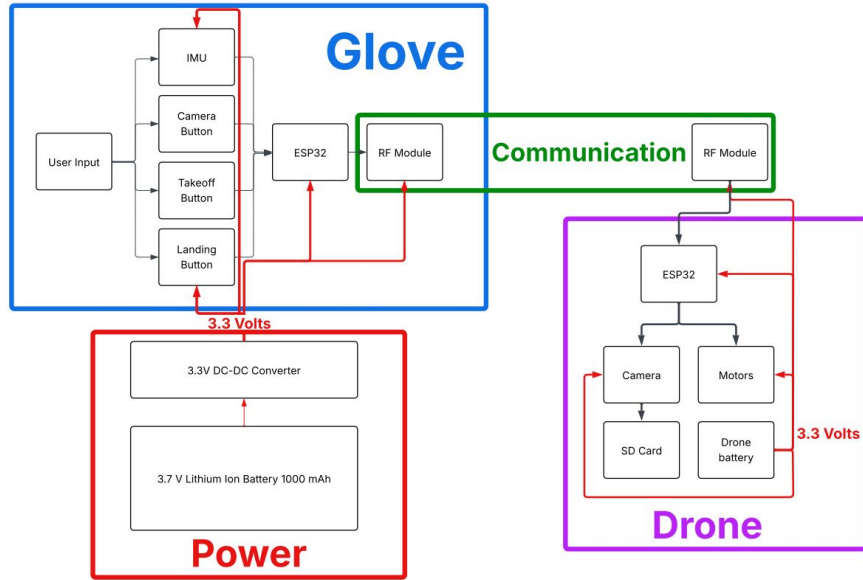 Glove
IMU
Camera
Button
User Input
ESP32
RF Module
Takeoff
Button
Landing
Button
Communication
RF Module
3.3 Volts
3.3V DC-DC Converter
3.7 V Lithium Ion Battery 1000 mAh
Power
ESP32
Camera
Motors
SD Card
Drone
battery
3.3 Volts
Drone